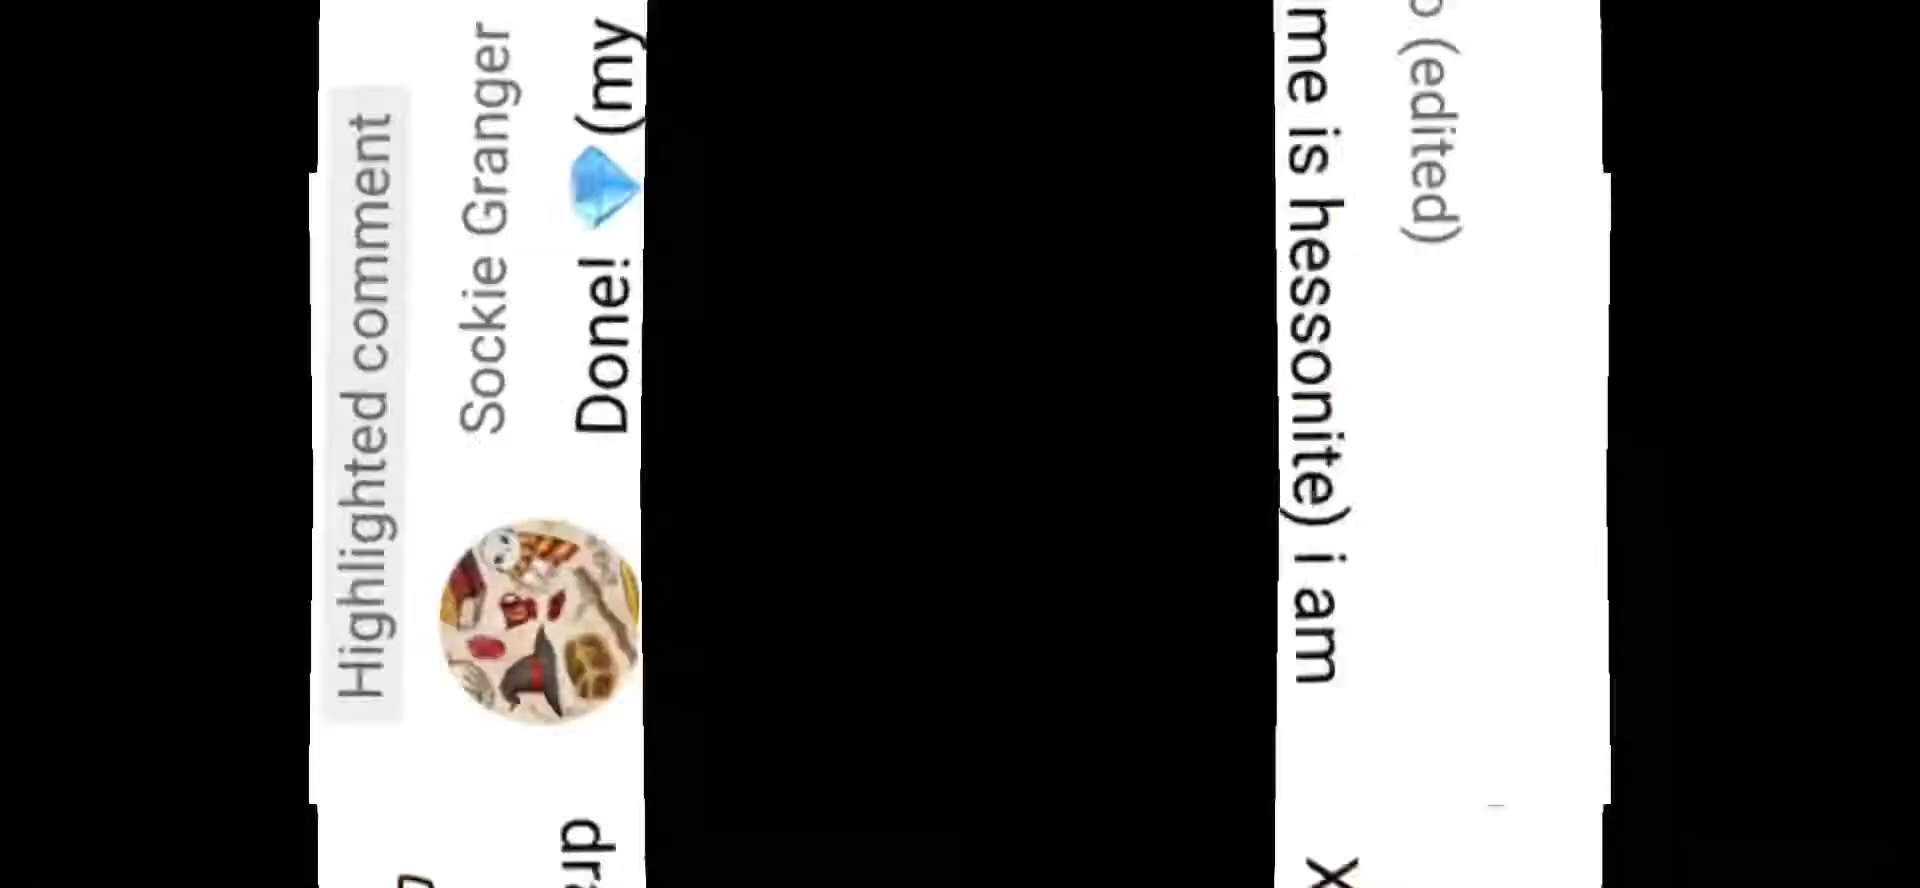 Highlighted comment
Sockie Granger
Done! 💎 (my
me is hessonite) i am
(edited)